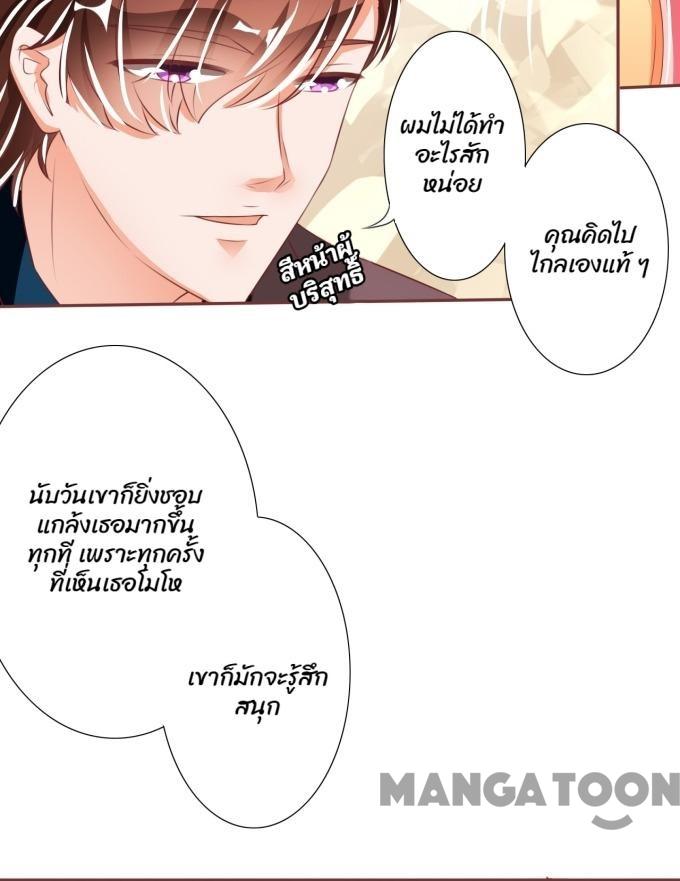 ผมไม่ได้ทำ
อะไรสัก
หน่อย
คุณคิดไป
ไกลเองแท้ ๆ
สีหน้าผู้
บริสุทธิ์
นับวันเขาก็ยิ่งชอบ
แกล้งเธอมากขึ้น
ทุกที เพราะทุกครั้ง
ที่เห็นเธอโมโห
เขาก็มักจะรู้สึก
สนุก
MANGATOON